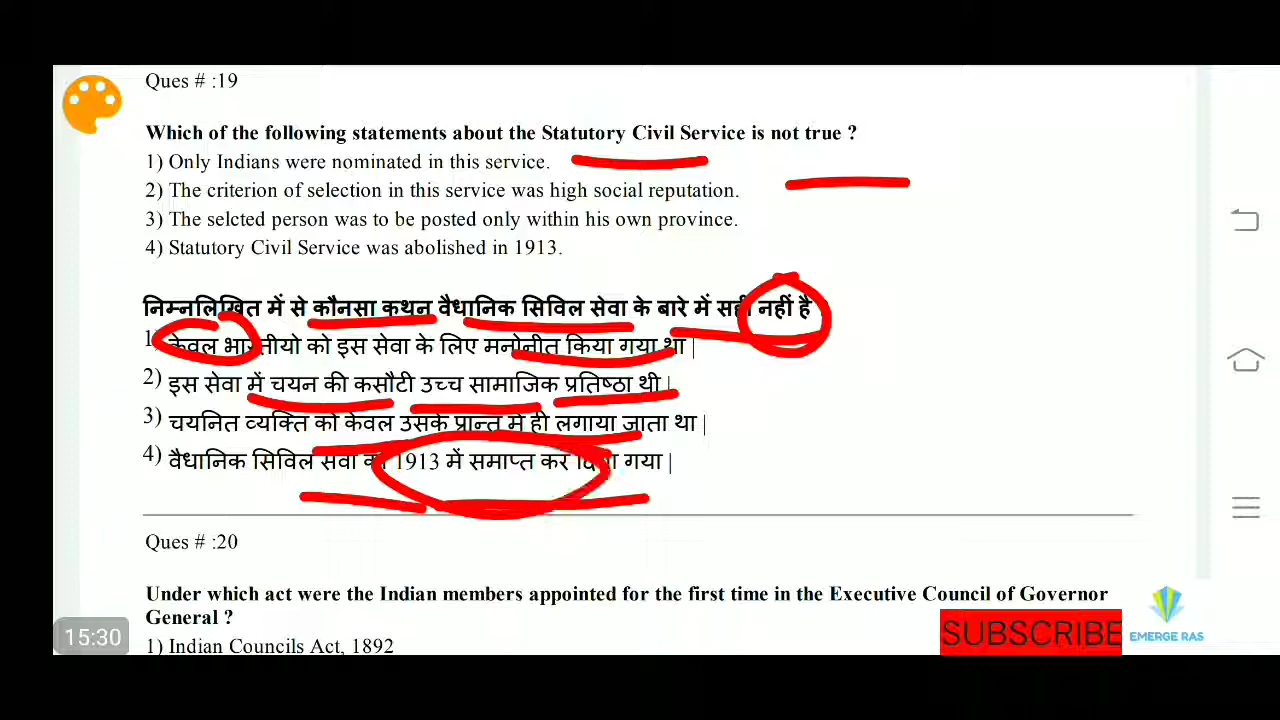 Ques # :19
Which of the following statements about the Statutory Civil Service is not true ?
1) Only Indians were nominated in this service.
2) The criterion of selection in this service was high social reputation.
3) The selcted person was to be posted only within his own province.
4) Statutory Civil Service was abolished in 1913.
निम्नलिखित में से कौनसा कथन वैधानिक सिविल सेवा के बारे में सही नहीं है
1) केवल भारतीयो को इस सेवा के लिए मनोनीत किया गया था |
2) इस सेवा में चयन की कसौटी उच्च सामाजिक प्रतिष्ठा थी |
3) चयनित व्यक्ति को केवल उसके प्रान्त में ही लगाया जाता था |
4) वैधानिक सिविल सेवा को 1913 में समाप्त कर दिया गया |
Ques # :20
Under which act were the Indian members appointed for the first time in the Executive Council of Governor
General ?
1) Indian Councils Act, 1892
15:30
SUBSCRIBE
EMERGE RAS